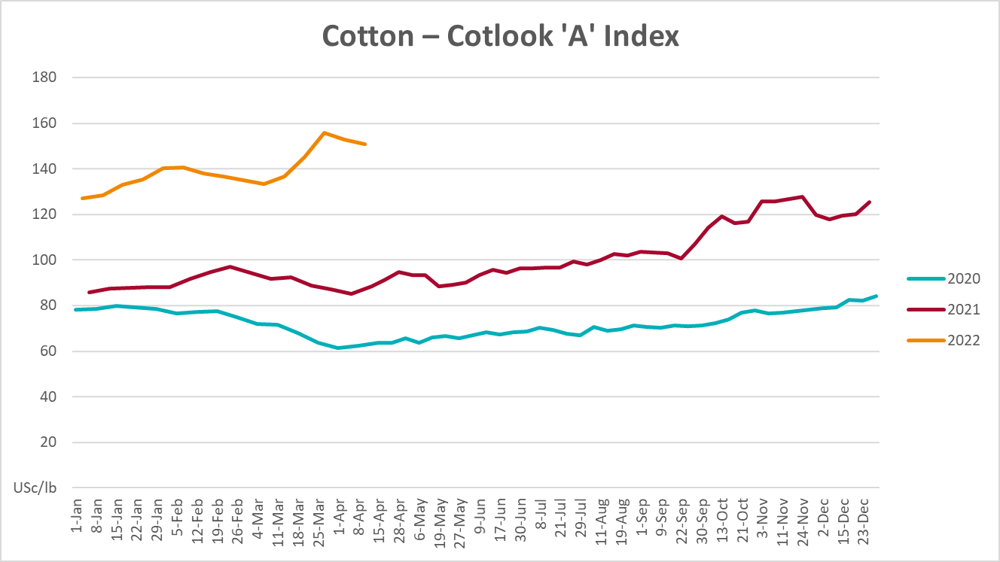 Cotton – Cotlook 'A' Index
180
160
140
120
100
80
60
40
20
USc/lb
2020
2021
2022
1-Jan
8-Jan
15-Jan
22-Jan
29-Jan
5-Feb
12-Feb
19-Feb
26-Feb
4-Mar
11-Mar
18-Mar
25-Mar
1-Apr
8-Apr
15-Apr
28-Apr
6-May
19-May
27-May
9-Jun
17-Jun
30-Jun
8-Jul
21-Jul
29-Jul
11-Aug
19-Aug
1-Sep
9-Sep
22-Sep
30-Sep
13-Oct
21-Oct
3-Nov
11-Nov
24-Nov
2-Dec
15-Dec
23-Dec